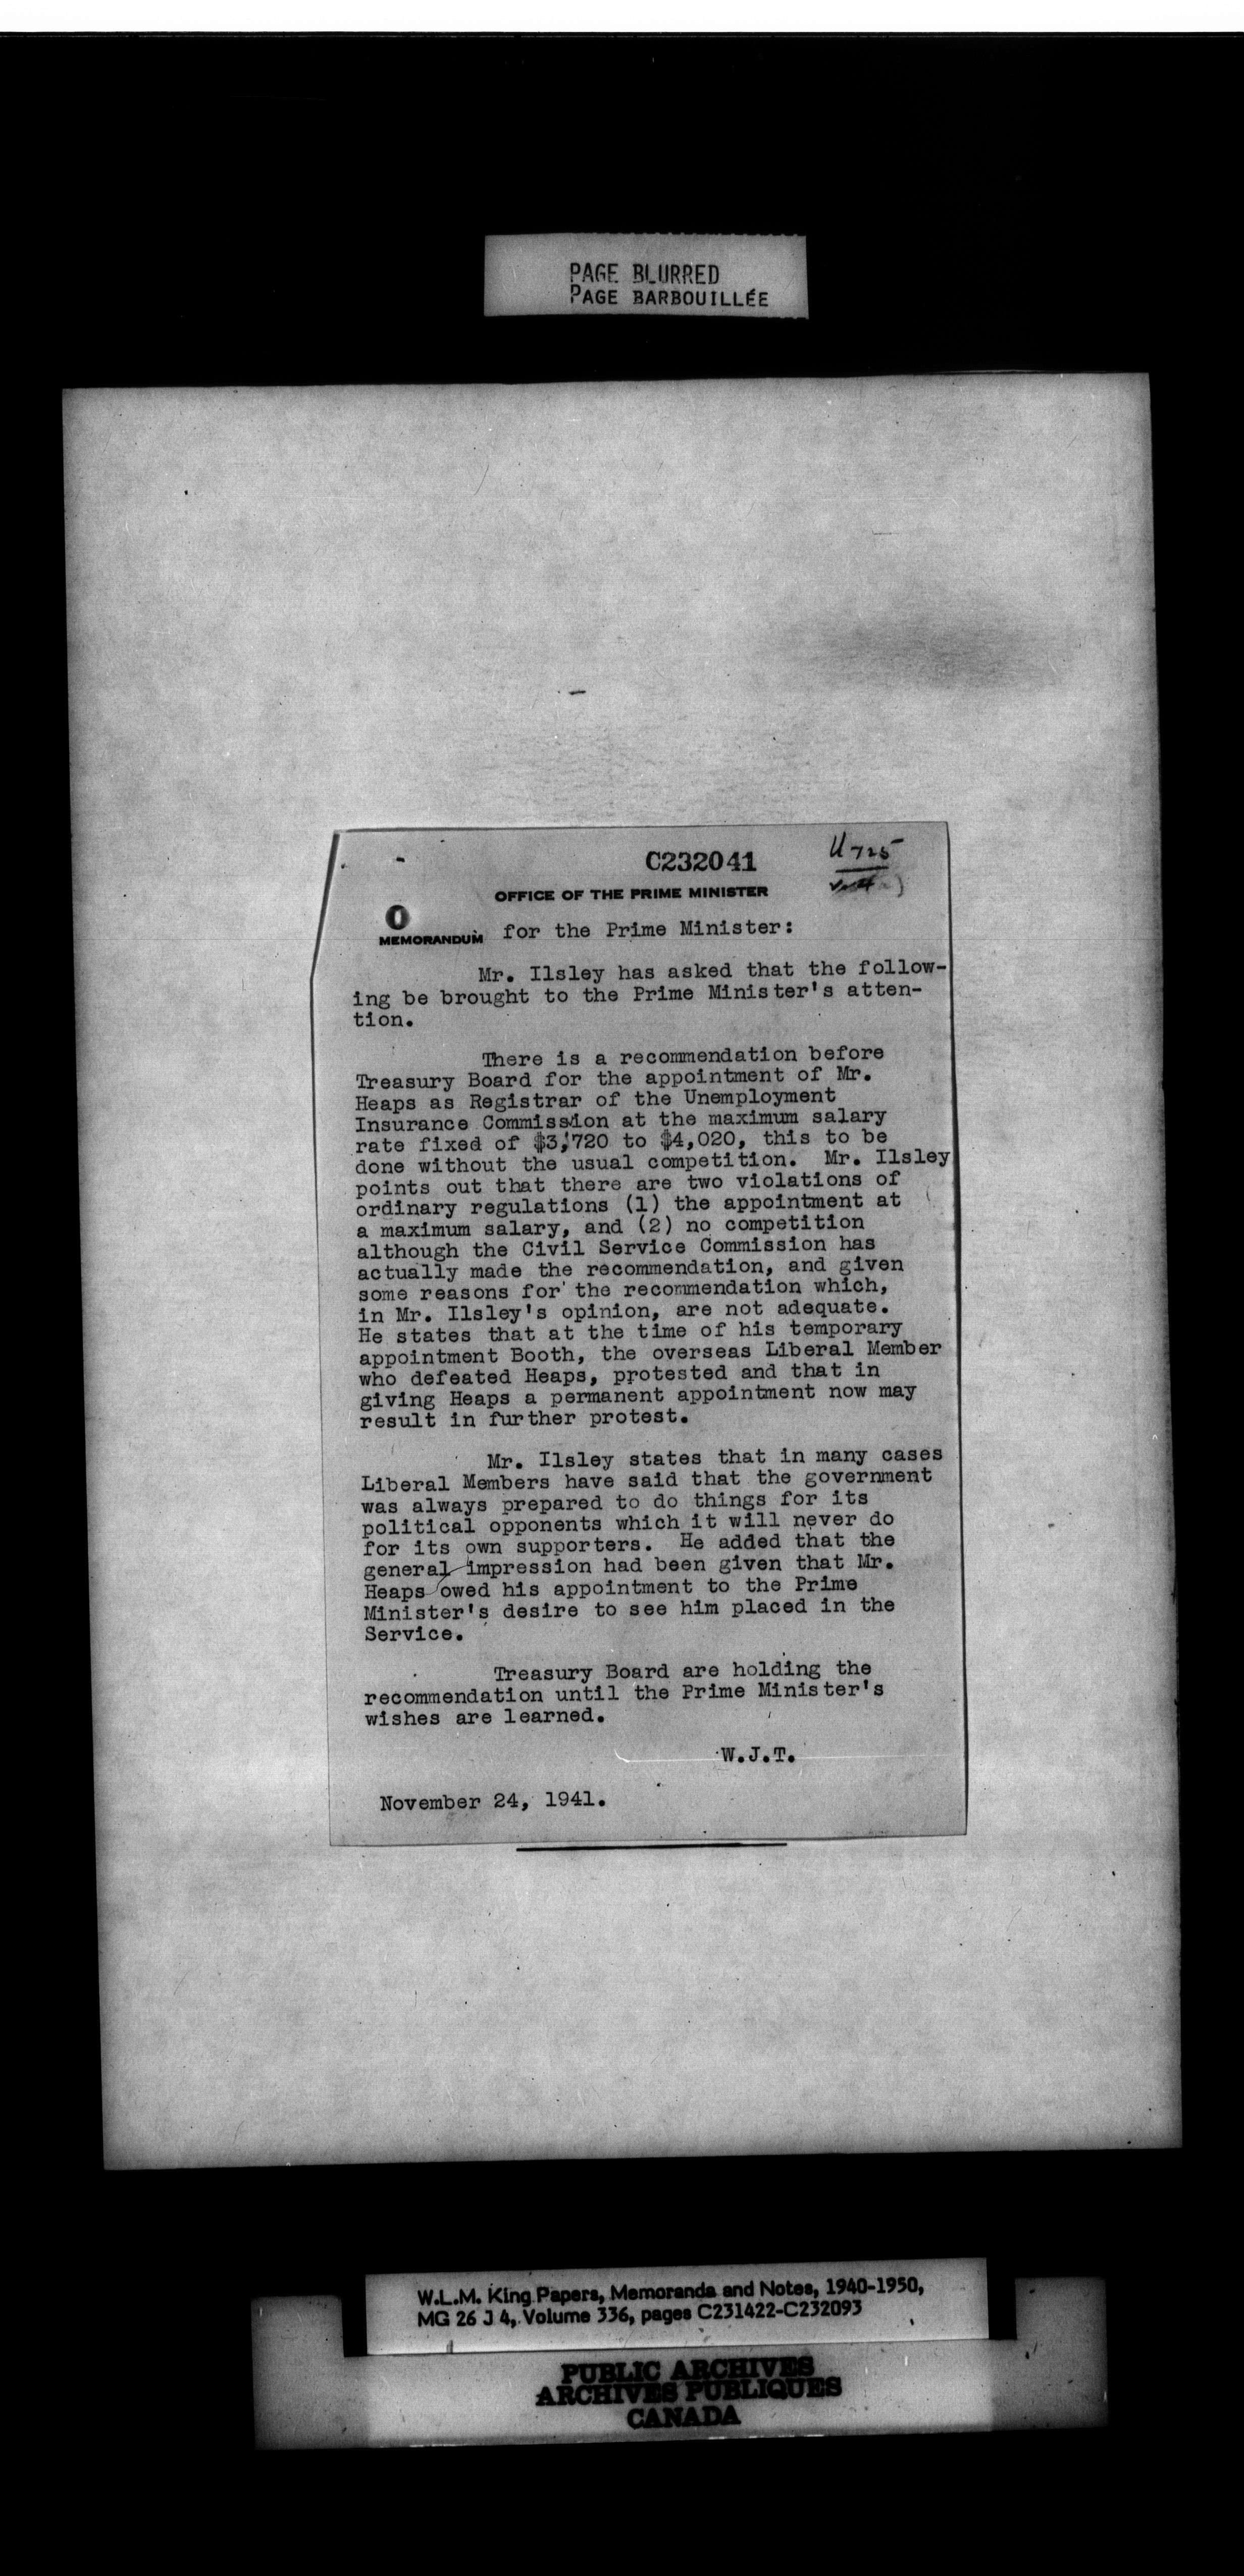 PAGE BLURRED
PAGE BARBOUILLÉE
C232041
U725
OFFICE OF THE PRIME MINISTER
O
MEMORANDUM for the Prime Minister:
Mr. Ilsley has asked that the follow-
ing be brought to the Prime Minister's atten-
tion.
There is a recommendation before
Treasury Board for the appointment of Mr.
Heaps as Registrar of the Unemployment
Insurance Commission at the maximum salary
rate fixed of $3,720 to $4,020, this to be
done without the usual competition. Mr. Ilsley
points out that there are two violations of
ordinary regulations (1) the appointment at
a maximum salary, and (2) no competition
although the Civil Service Commission has
actually made the recommendation, and given
some reasons for the recommendation which,
in Mr. Ilsley's opinion, are not adequate.
He states that at the time of his temporary
appointment Booth, the overseas Liberal Member
who defeated Heaps, protested and that in
giving Heaps a permanent appointment now may
result in further protest.
Mr. Ilsley states that in many cases
Liberal Members have said that the government
was always prepared to do things for its
political opponents which it will never do
for its own supporters. He added that the
general impression had been given that Mr.
Heaps owed his appointment to the Prime
Minister's desire to see him placed in the
Service.
Treasury Board are holding the
recommendation until the Prime Minister's
wishes are learned.
W.J.T.
November 24, 1941.
W.L.M. King Papers, Memoranda and Notes, 1940-1950,
MG 26 J 4, Volume 336, pages C231422-C232093
PUBLIC ARCHIVES
ARCHIVES PUBLIQUES
CANADA